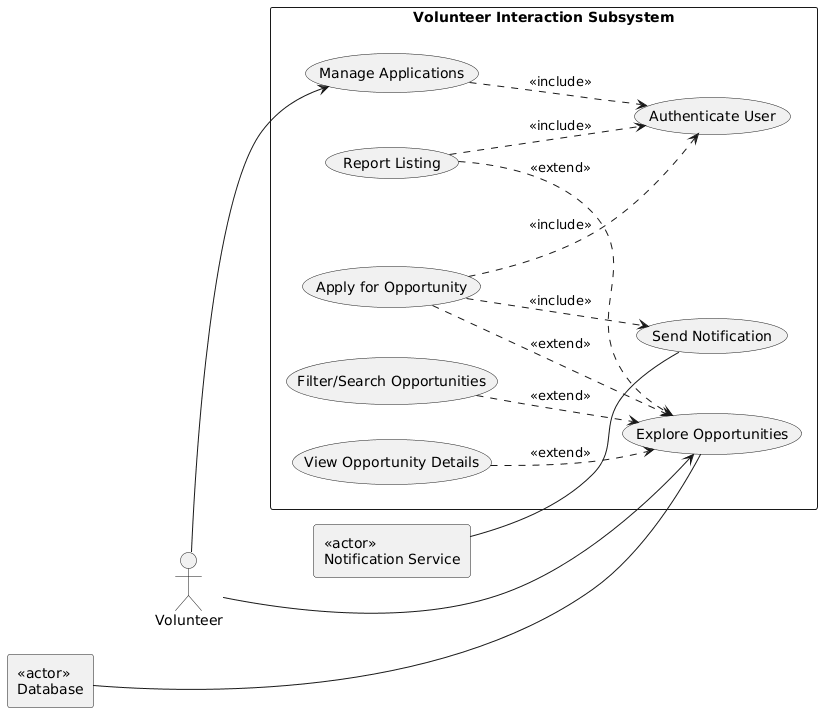 Volunteer Interaction Subsystem
Manage Applications
«include»
Authenticate User
«include»
Report Listing
«extend»
«include»
Apply for Opportunity
«include»
Send Notification
«extend»
Filter/Search Opportunities
«extend»
Explore Opportunities
View Opportunity Details
«extend»
«actor»
Notification Service
Volunteer
«actor»
Database